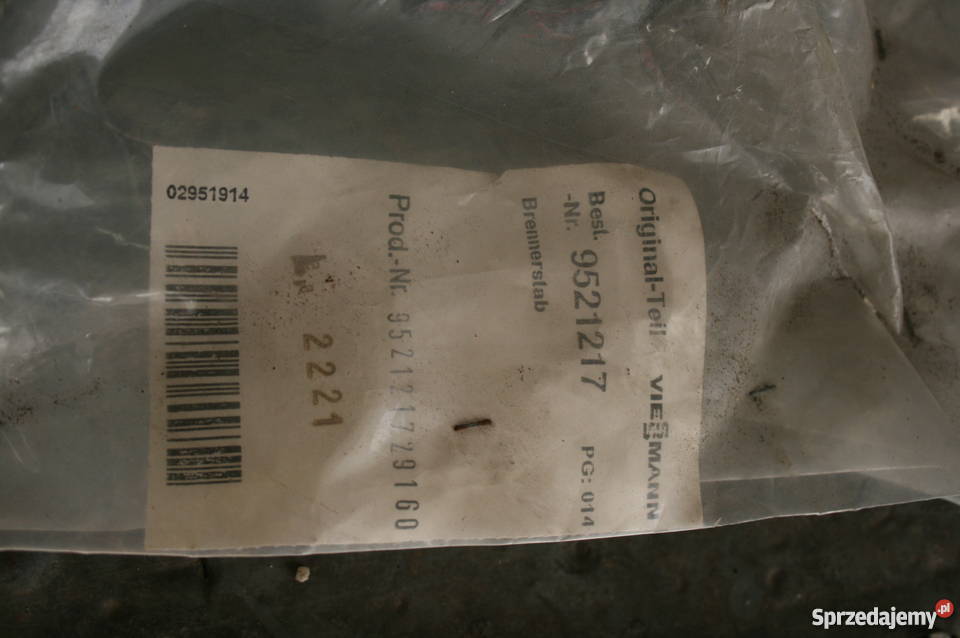 Original-Teil VIESSMANN
Best.
-Nr. 9521217 PG: 014
Brennerstab
Prod.-Nr. 952121729160
2221
02951914
Sprzedajemy.pl